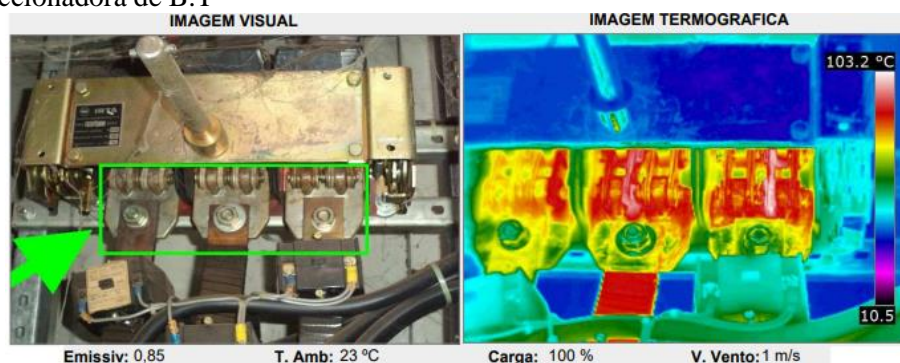 IMAGEM VISUAL
IMAGEM TERMOGRAFICA
103.2 °C
10.5
Emissiv: 0,85 T. Amb: 23 ºC Carga: 100 % V. Vento: 1 m/s